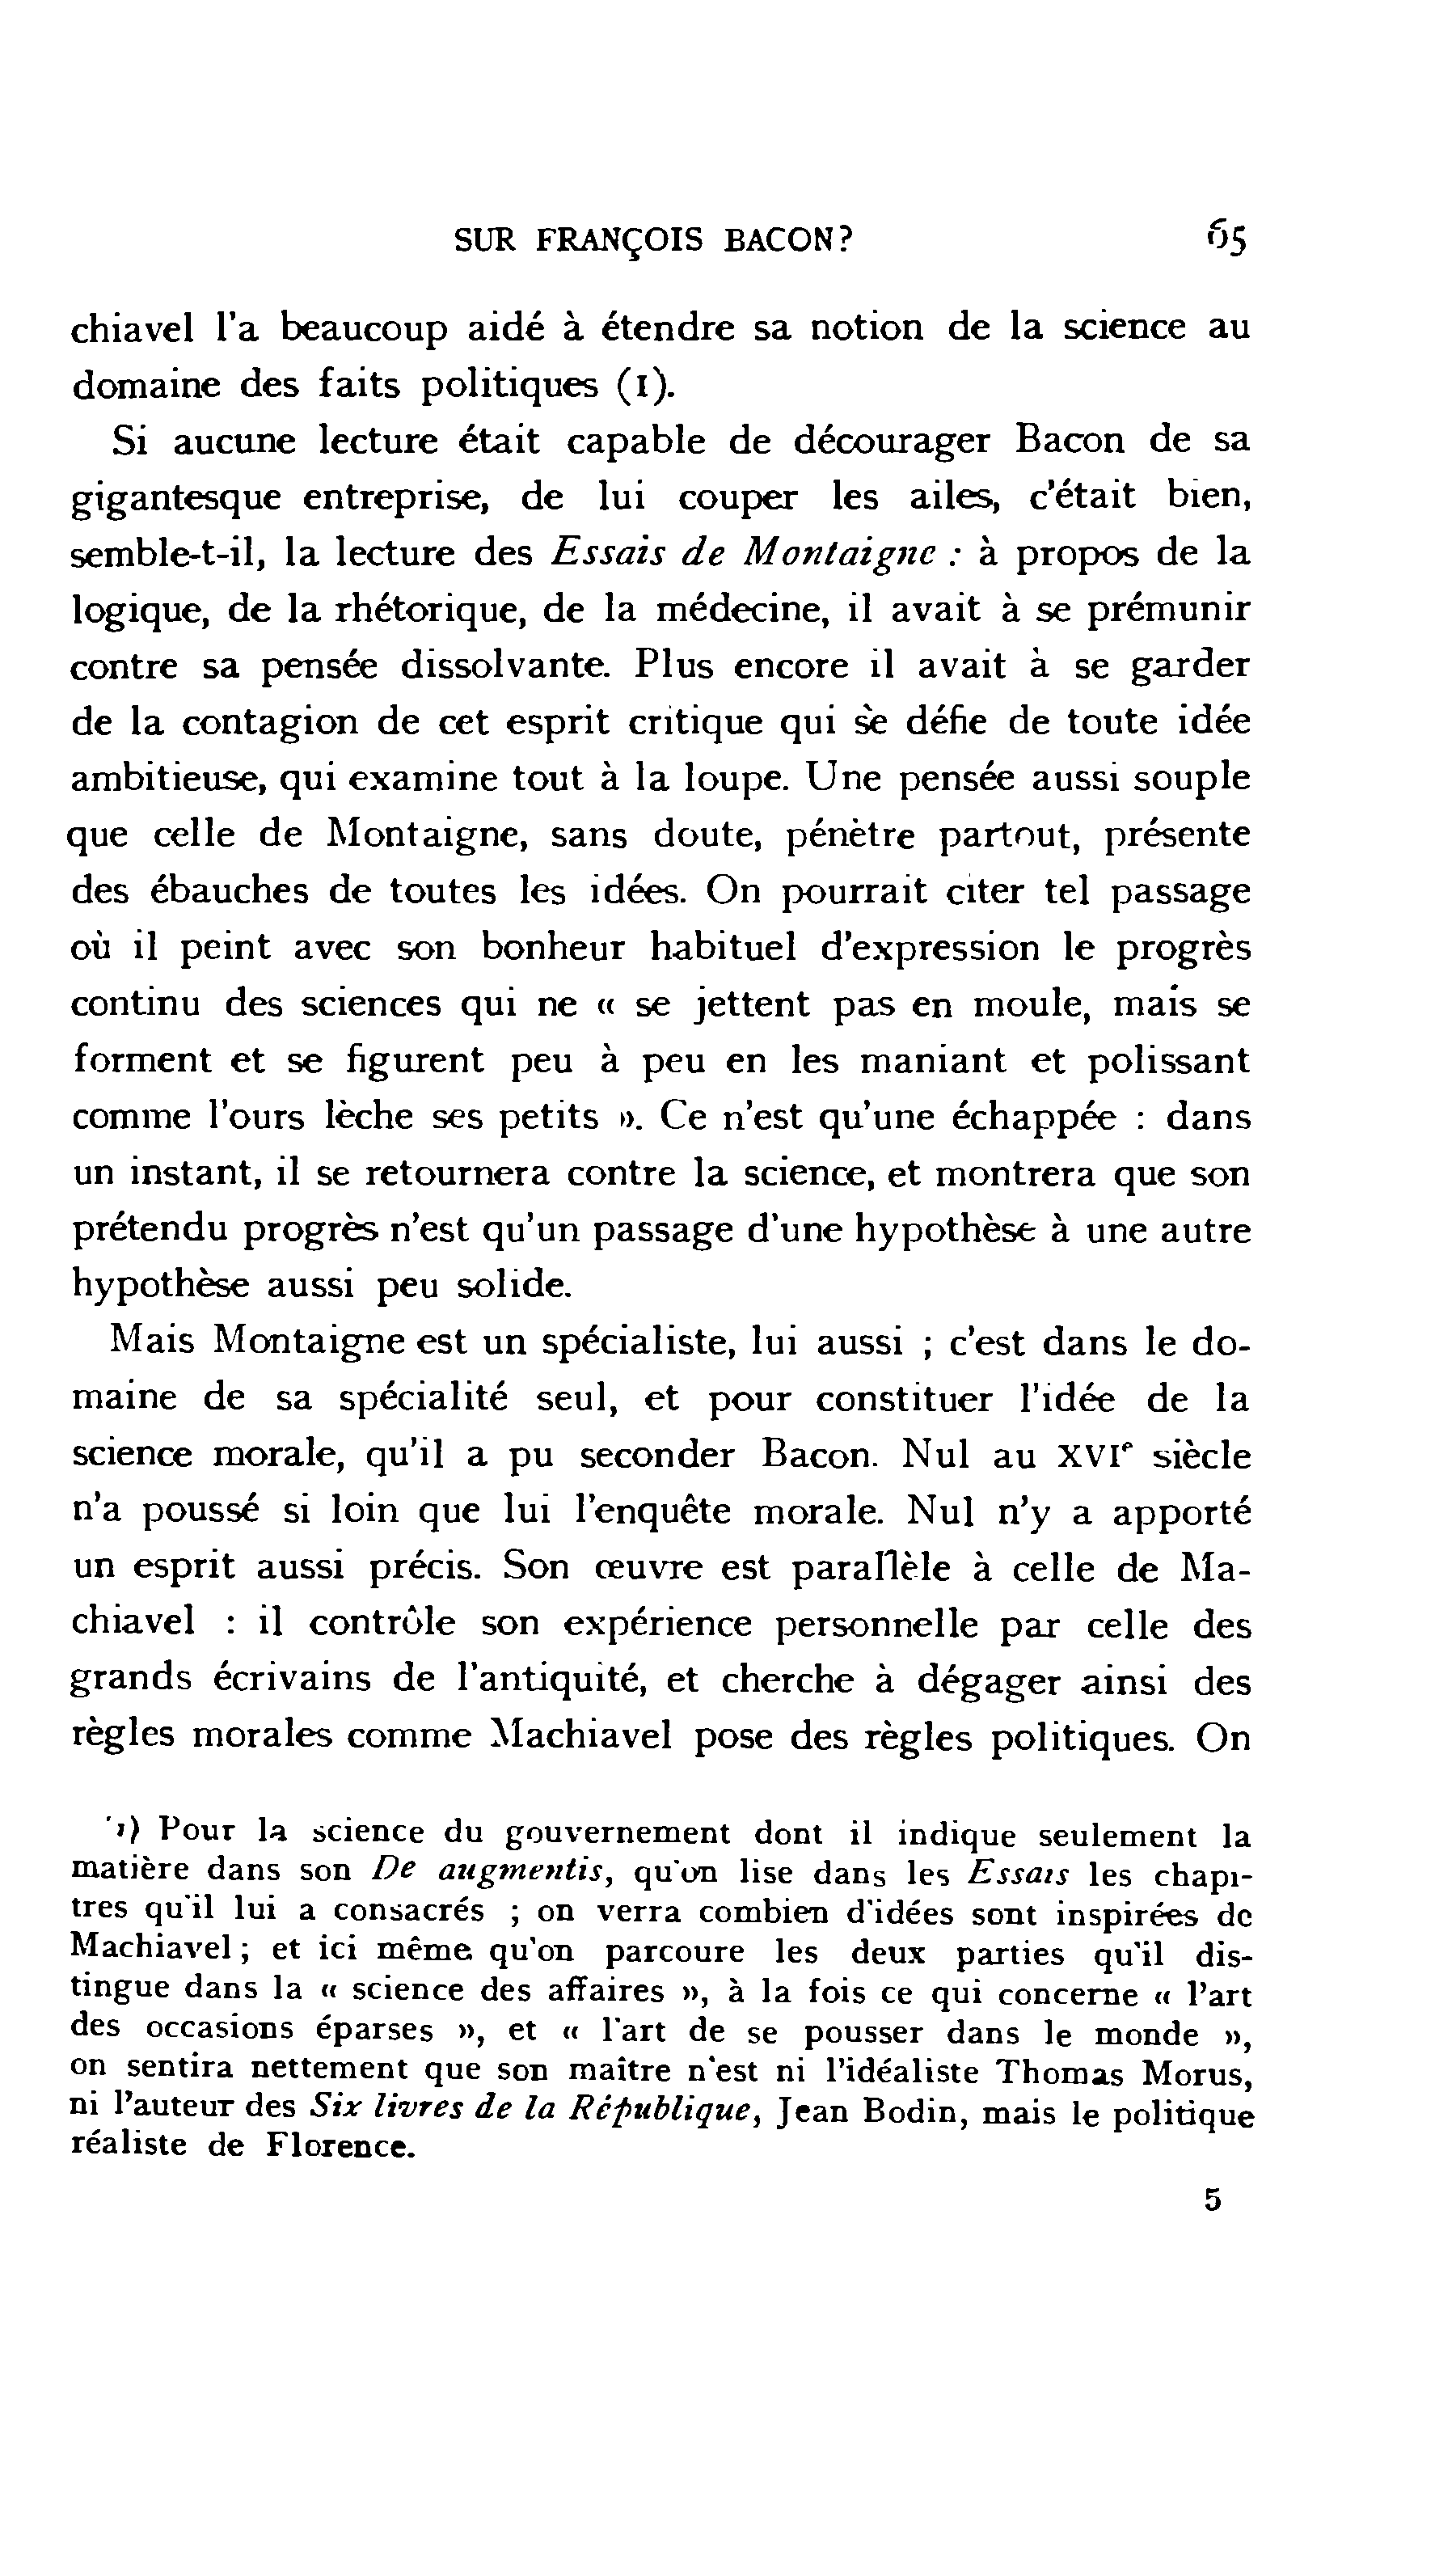 SUR FRANÇOIS BACON? 65
chiavel l'a beaucoup aidé à étendre sa notion de la science au
domaine des faits politiques (1).
Si aucune lecture était capable de décourager Bacon de sa
gigantesque entreprise, de lui couper les ailes, c'était bien,
semble-t-il, la lecture des Essais de Montaigne : à propos de la
logique, de la rhétorique, de la médecine, il avait à se prémunir
contre sa pensée dissolvante. Plus encore il avait à se garder
de la contagion de cet esprit critique qui se défie de toute idée
ambitieuse, qui examine tout à la loupe. Une pensée aussi souple
que celle de Montaigne, sans doute, pénètre partout, présente
des ébauches de toutes les idées. On pourrait citer tel passage
où il peint avec son bonheur habituel d'expression le progrès
continu des sciences qui ne « se jettent pas en moule, mais se
forment et se figurent peu à peu en les maniant et polissant
comme l'ours lèche ses petits ». Ce n'est qu'une échappée : dans
un instant, il se retournera contre la science, et montrera que son
prétendu progrès n'est qu'un passage d'une hypothèse à une autre
hypothèse aussi peu solide.
Mais Montaigne est un spécialiste, lui aussi ; c'est dans le do-
maine de sa spécialité seul, et pour constituer l'idée de la
science morale, qu'il a pu seconder Bacon. Nul au XVIe siècle
n'a poussé si loin que lui l'enquête morale. Nul n'y a apporté
un esprit aussi précis. Son œuvre est parallèle à celle de Ma-
chiavel : il contrôle son expérience personnelle par celle des
grands écrivains de l'antiquité, et cherche à dégager ainsi des
règles morales comme Machiavel pose des règles politiques. On
(1) Pour la science du gouvernement dont il indique seulement la
matière dans son De augmentis, qu'on lise dans les Essais les chapi-
tres qu'il lui a consacrés ; on verra combien d'idées sont inspirées de
Machiavel ; et ici même qu'on parcoure les deux parties qu'il dis-
tingue dans la « science des affaires », à la fois ce qui concerne « l'art
des occasions éparses », et « l'art de se pousser dans le monde »,
on sentira nettement que son maître n'est ni l'idéaliste Thomas Morus,
ni l'auteur des Six livres de la République, Jean Bodin, mais le politique
réaliste de Florence.
5